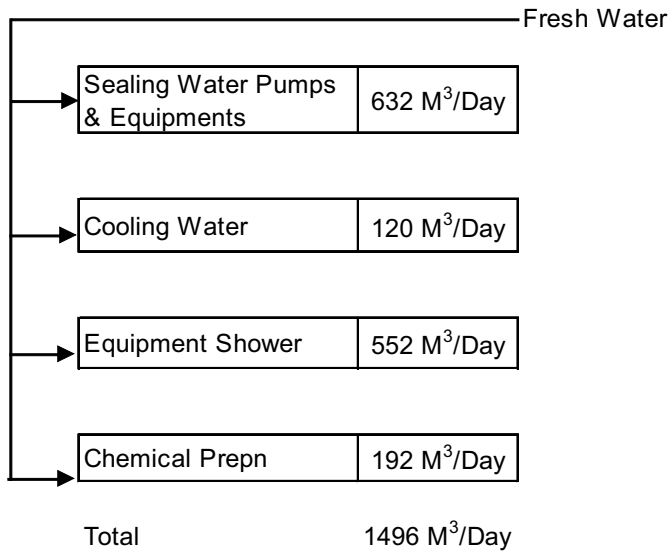 Fresh Water
Sealing Water Pumps
& Equipments
632 M³/Day
Cooling Water
120 M³/Day
Equipment Shower
552 M³/Day
Chemical Prepn
192 M³/Day
Total
1496 M³/Day